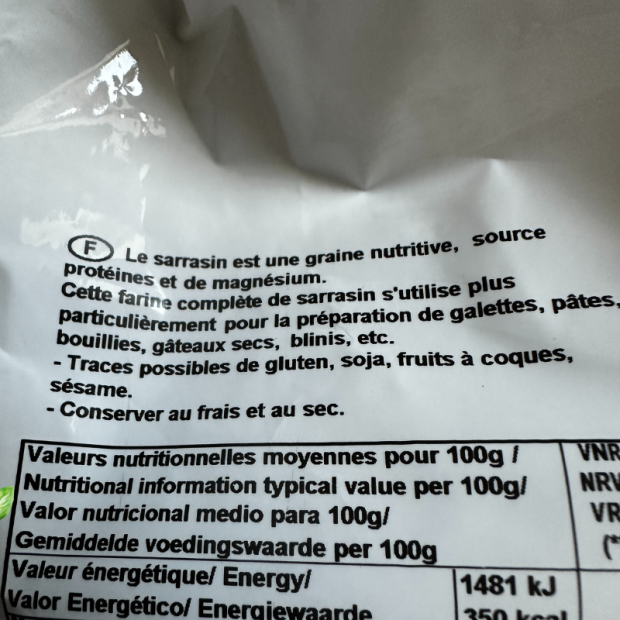 F Le sarrasin est une graine nutritive, source
protéines et de magnésium.
Cette farine complète de sarrasin s'utilise plus
particulièrement pour la préparation de galettes, pâtes,
bouillies, gâteaux secs, blinis, etc.
- Traces possibles de gluten, soja, fruits à coques,
sésame.
- Conserver au frais et au sec.
Valeurs nutritionnelles moyennes pour 100g / VNR
Nutritional information typical value per 100g/ NRV
Valor nutricional medio para 100g/ VR
Gemiddelde voedingswaarde per 100g (*
Valeur énergétique/ Energy/ 1481 kJ
Valor Energético/ Energiewaarde 350 kcal